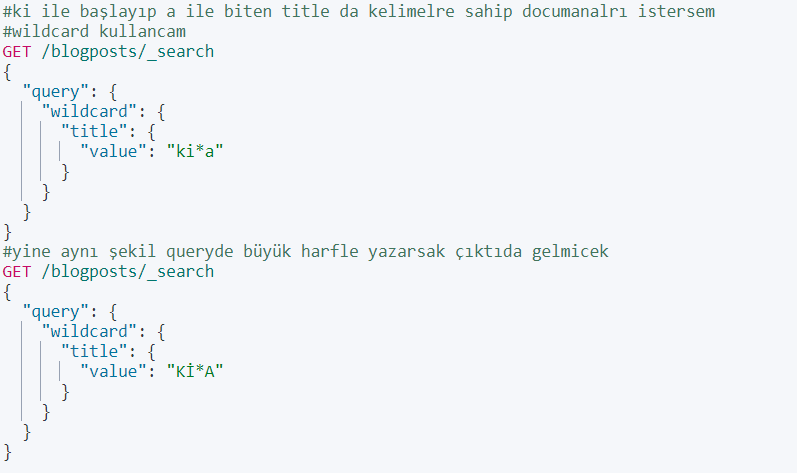 #ki ile başlayıp a ile biten title da kelimelre sahip documanalrı istersem
#wildcard kullancam
GET /blogposts/_search
{
  "query": {
    "wildcard": {
      "title": {
        "value": "ki*a"
      }
    }
  }
}
#yine aynı şekil queryde büyük harfle yazarsak çıktıda gelmicek
GET /blogposts/_search
{
  "query": {
    "wildcard": {
      "title": {
        "value": "Kİ*A"
      }
    }
  }
}